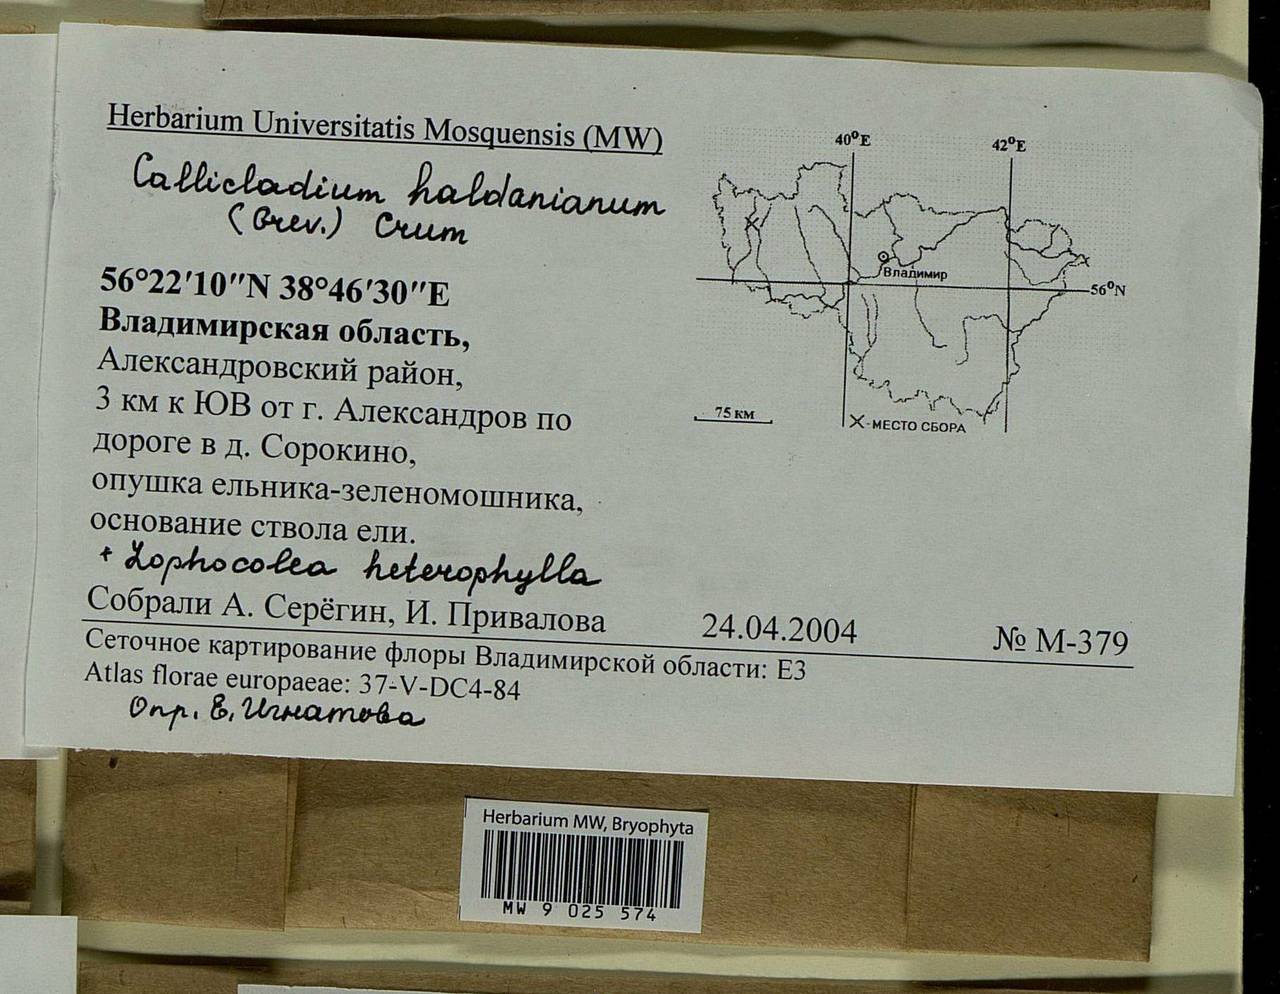 Herbarium Universitatis Mosquensis (MW)
Callicladium haldanianum
(Grev.) Crum
56°22′10″N 38°46′30″E
Владимирская область,
Александровский район,
3 км к ЮВ от г. Александров по
дороге в д. Сорокино,
опушка ельника-зеленомошника,
основание ствола ели.
+ Lophocolea heterophylla
Собрали А. Серёгин, И. Привалова 24.04.2004 № М-379
Сеточное картирование флоры Владимирской области: Е3
Atlas florae europaeae: 37-V-DC4-84
Опр. Е. Игнатова
40°E 42°E
Владимир
56°N
75 км
X-МЕСТО СБОРА
Herbarium MW, Bryophyta
MW 9 025 574